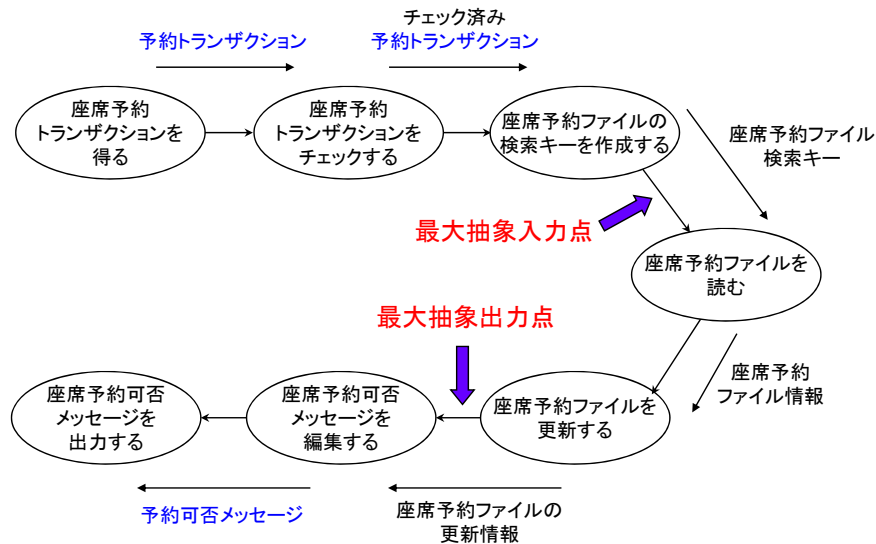 チェック済み
予約トランザクション
予約トランザクション
座席予約
トランザクションを
得る
座席予約
トランザクションを
チェックする
座席予約ファイルの
検索キーを作成する
座席予約ファイル
検索キー
最大抽象入力点
座席予約ファイルを
読む
最大抽象出力点
座席予約
ファイル情報
座席予約ファイルを
更新する
座席予約可否
メッセージを
編集する
座席予約可否
メッセージを
出力する
予約可否メッセージ
座席予約ファイルの
更新情報